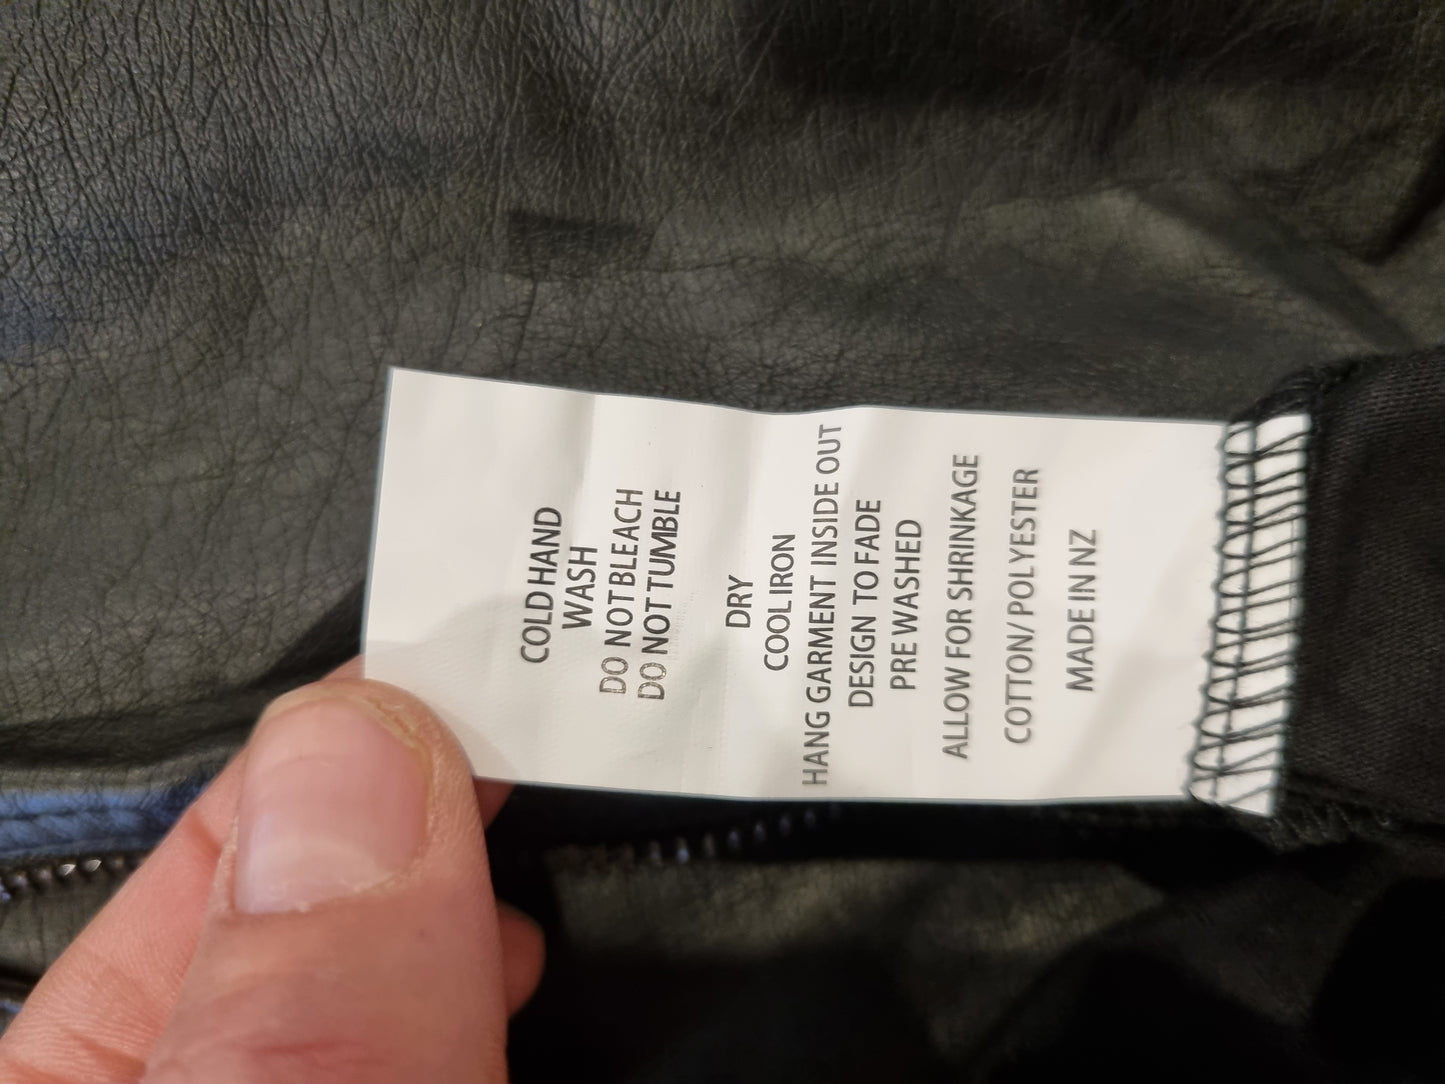 COLD HAND
WASH
DO NOT BLEACH
DO NOT TUMBLE
DRY
COOL IRON
HANG GARMENT INSIDE OUT
DESIGN TO FADE
PRE WASHED
ALLOW FOR SHRINKAGE
COTTON/ POLYESTER
MADE IN NZ